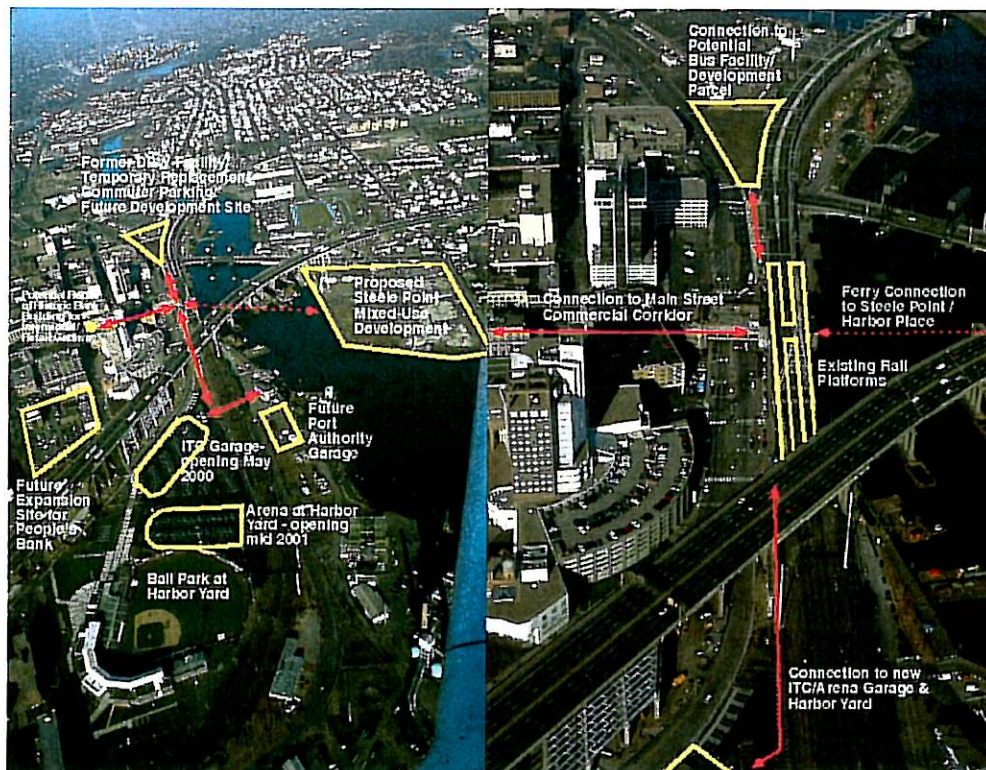 Former
Facility/
Temporary Replacement
Commuter Parking/
Future Development Site
Proposed
Steele Point
Mixed-Use
Development
Building for
Future
Port
Authority
Garage
ITC Garage-
opening May
2000
Future
Expansion
Site for
People's
Bank
Arena at Harbor
Yard - opening
mid 2001
Ball Park at
Harbor Yard
Connection to
Potential
Bus Facility/
Development
Parcel
Connection to Main Street
Commercial Corridor
Ferry Connection
to Steele Point /
Harbor Place
Existing Rail
Platforms
Connection to new
ITC/Arena Garage &
Harbor Yard